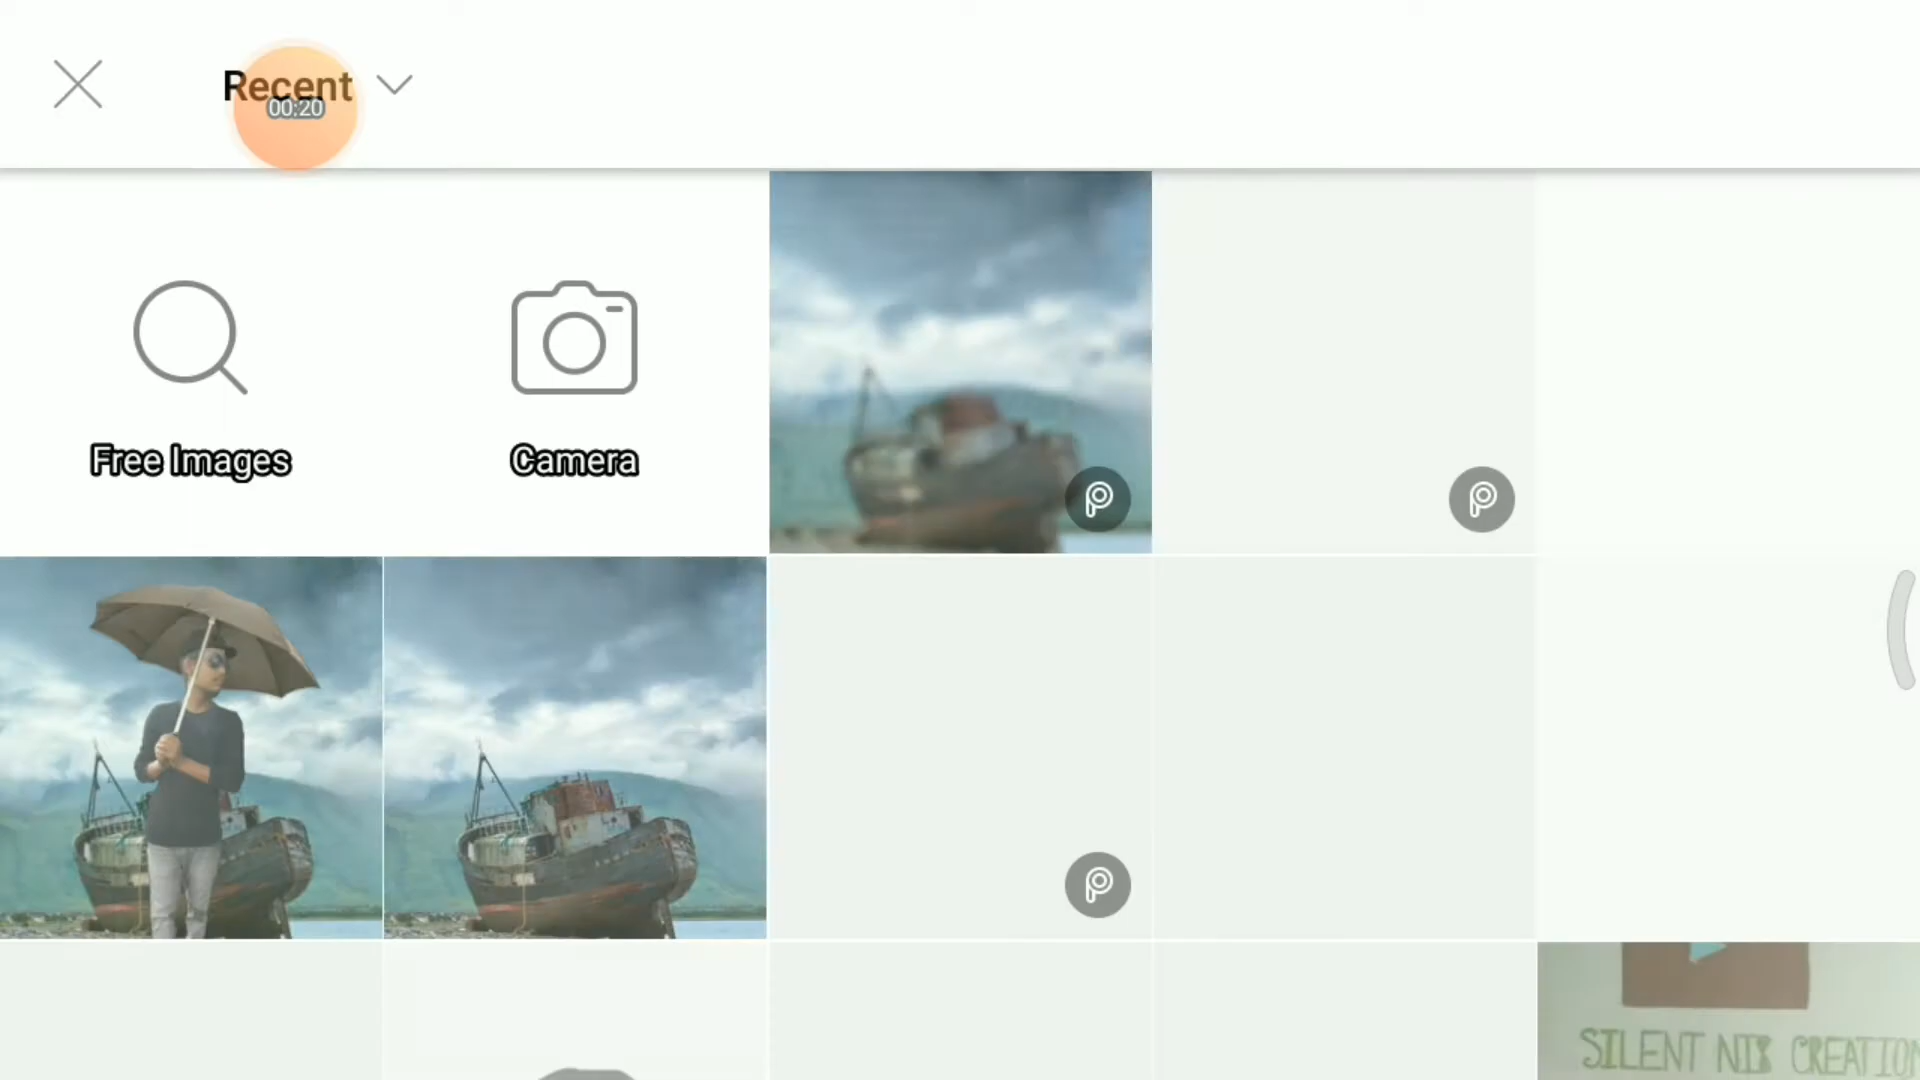 Recent
00:20
Free Images
Camera
SILENT NIX CREATION